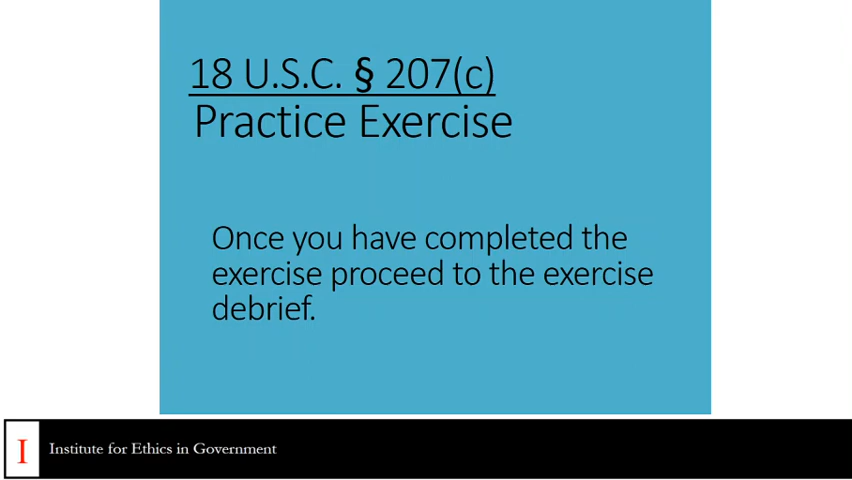 18 U.S.C. § 207(c)
Practice Exercise
Once you have completed the
exercise proceed to the exercise
debrief.
I
Institute for Ethics in Government